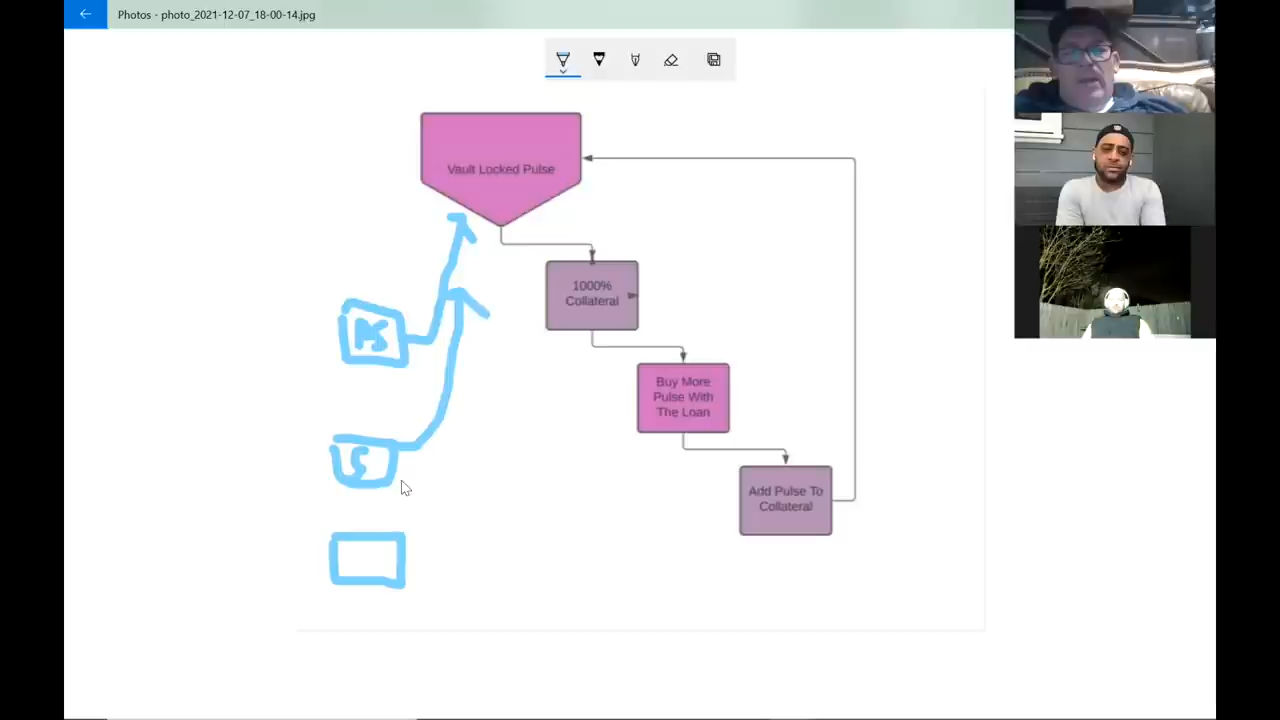 Photos - photo_2021-12-07_18-00-14.jpg
Vault Locked Pulse
1000%
Collateral
PS
Buy More
Pulse With
The Loan
S
Add Pulse To
Collateral